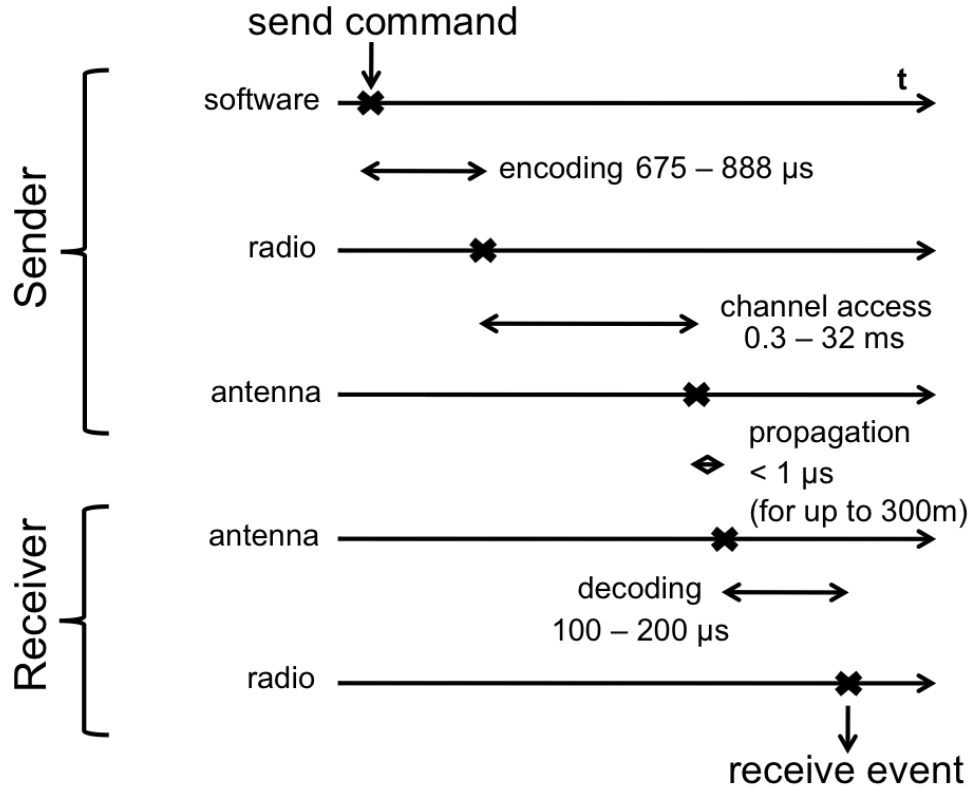 send command
t
software
encoding 675 – 888 µs
Sender
radio
channel access
0.3 – 32 ms
antenna
propagation
< 1 µs
(for up to 300m)
antenna
Receiver
decoding
100 – 200 µs
radio
receive event